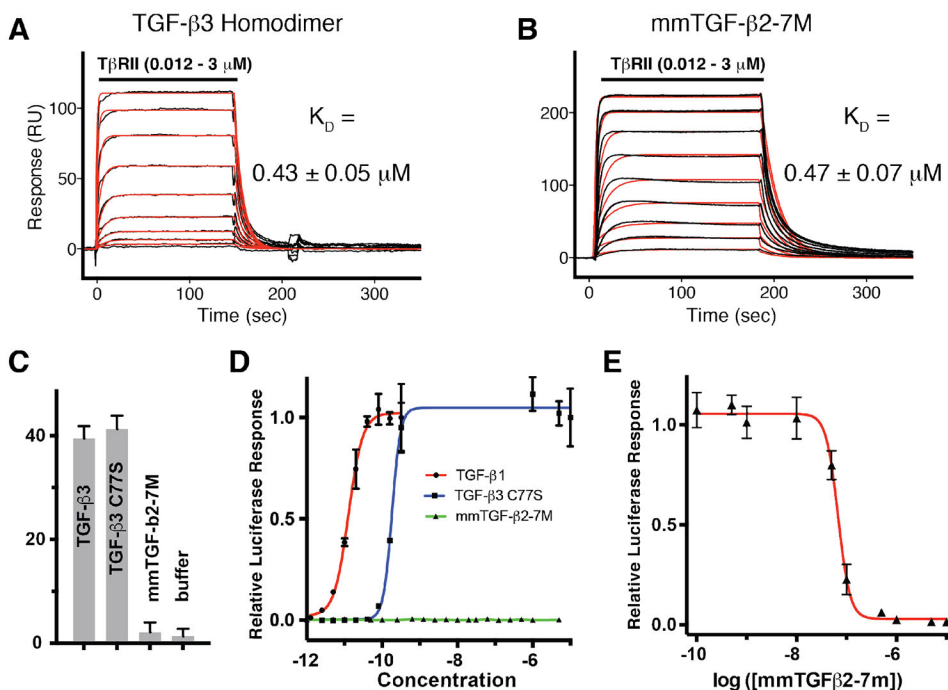 A
TGF-β3 Homodimer
TβRII (0.012 - 3 μM)
K_D =
0.43 ± 0.05 μM
Response (RU)
100
50
0
0
100
200
300
Time (sec)
B
mmTGF-β2-7M
TβRII (0.012 - 3 μM)
K_D =
0.47 ± 0.07 μM
200
100
0
0
100
200
300
Time (sec)
C
40
20
0
TGF-β3
TGF-β3 C77S
mmTGF-b2-7M
buffer
D
Relative Luciferase Response
1.0
0.5
0.0
TGF-β1
TGF-β3 C77S
mmTGF-β2-7M
-12
-10
-8
-6
Concentration
E
Relative Luciferase Response
1.0
0.5
0.0
-10
-8
-6
log ([mmTGFβ2-7m])